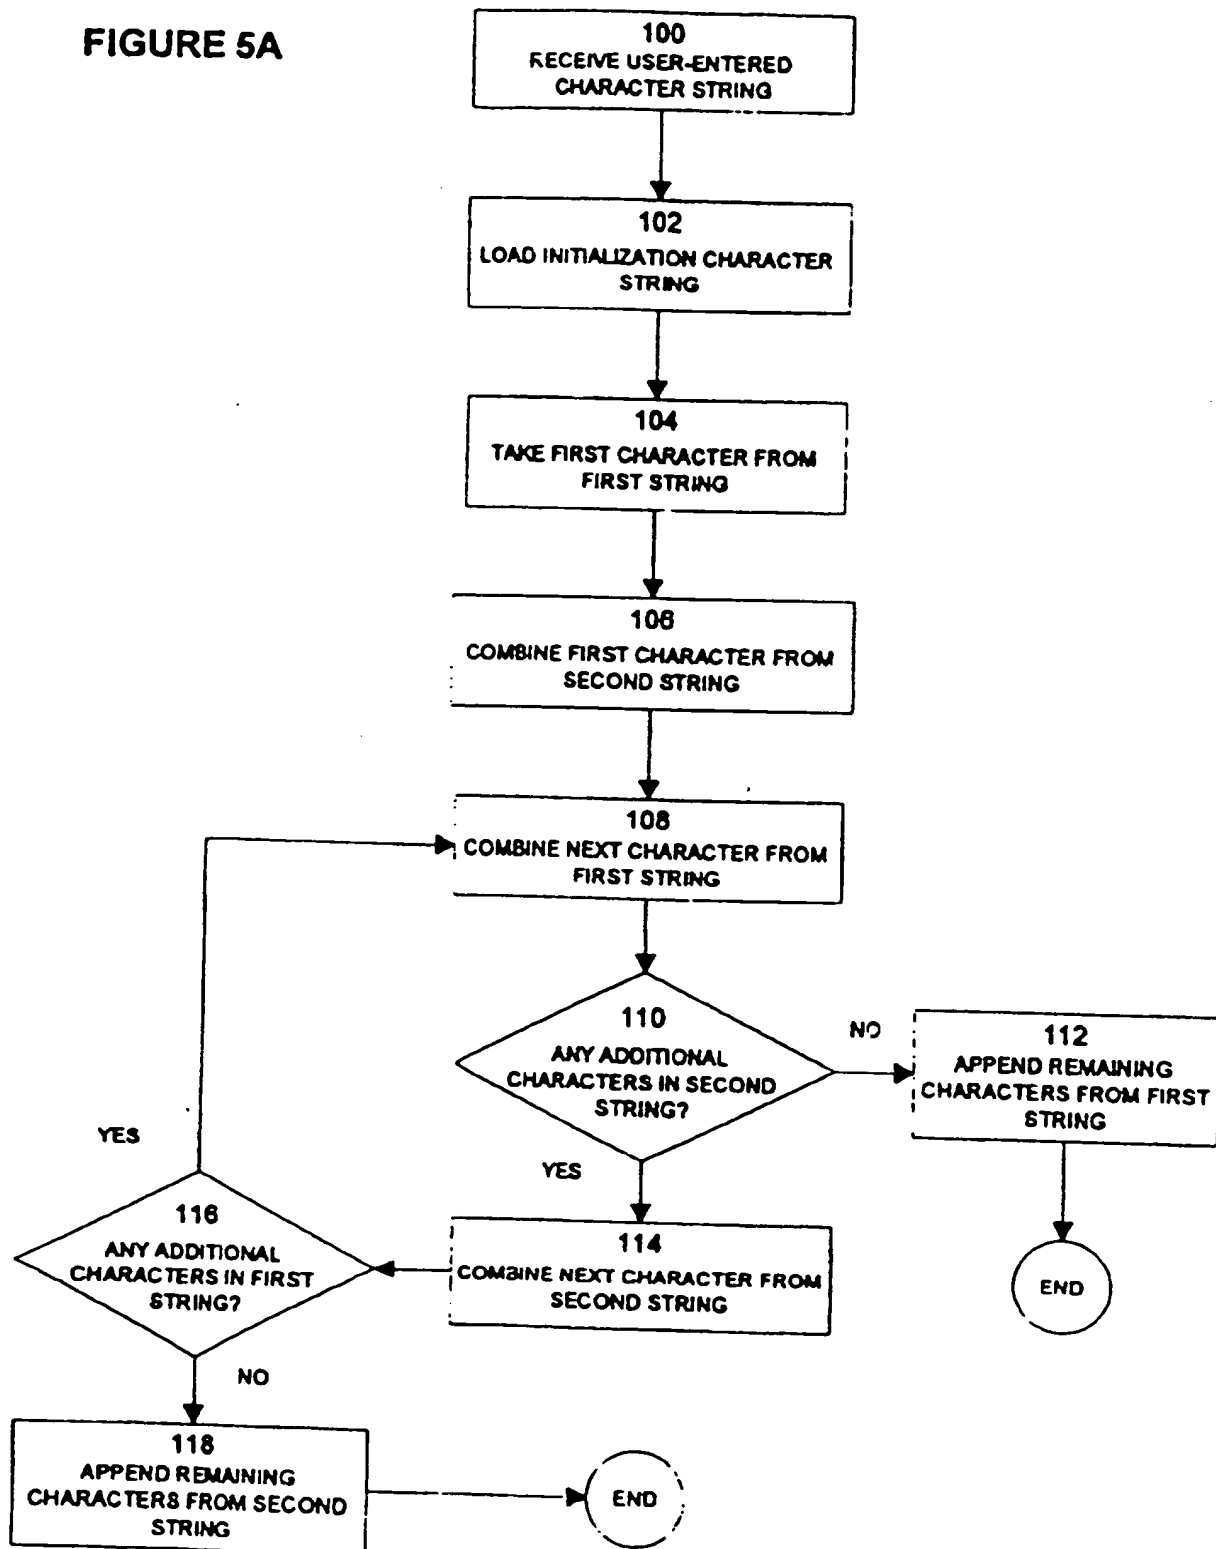 FIGURE 5A
100
RECEIVE USER-ENTERED
CHARACTER STRING
102
LOAD INITIALIZATION CHARACTER
STRING
104
TAKE FIRST CHARACTER FROM
FIRST STRING
106
COMBINE FIRST CHARACTER FROM
SECOND STRING
108
COMBINE NEXT CHARACTER FROM
FIRST STRING
110
ANY ADDITIONAL
CHARACTERS IN SECOND
STRING?
NO
112
APPEND REMAINING
CHARACTERS FROM FIRST
STRING
END
YES
114
COMBINE NEXT CHARACTER FROM
SECOND STRING
116
ANY ADDITIONAL
CHARACTERS IN FIRST
STRING?
YES
NO
118
APPEND REMAINING
CHARACTERS FROM SECOND
STRING
END